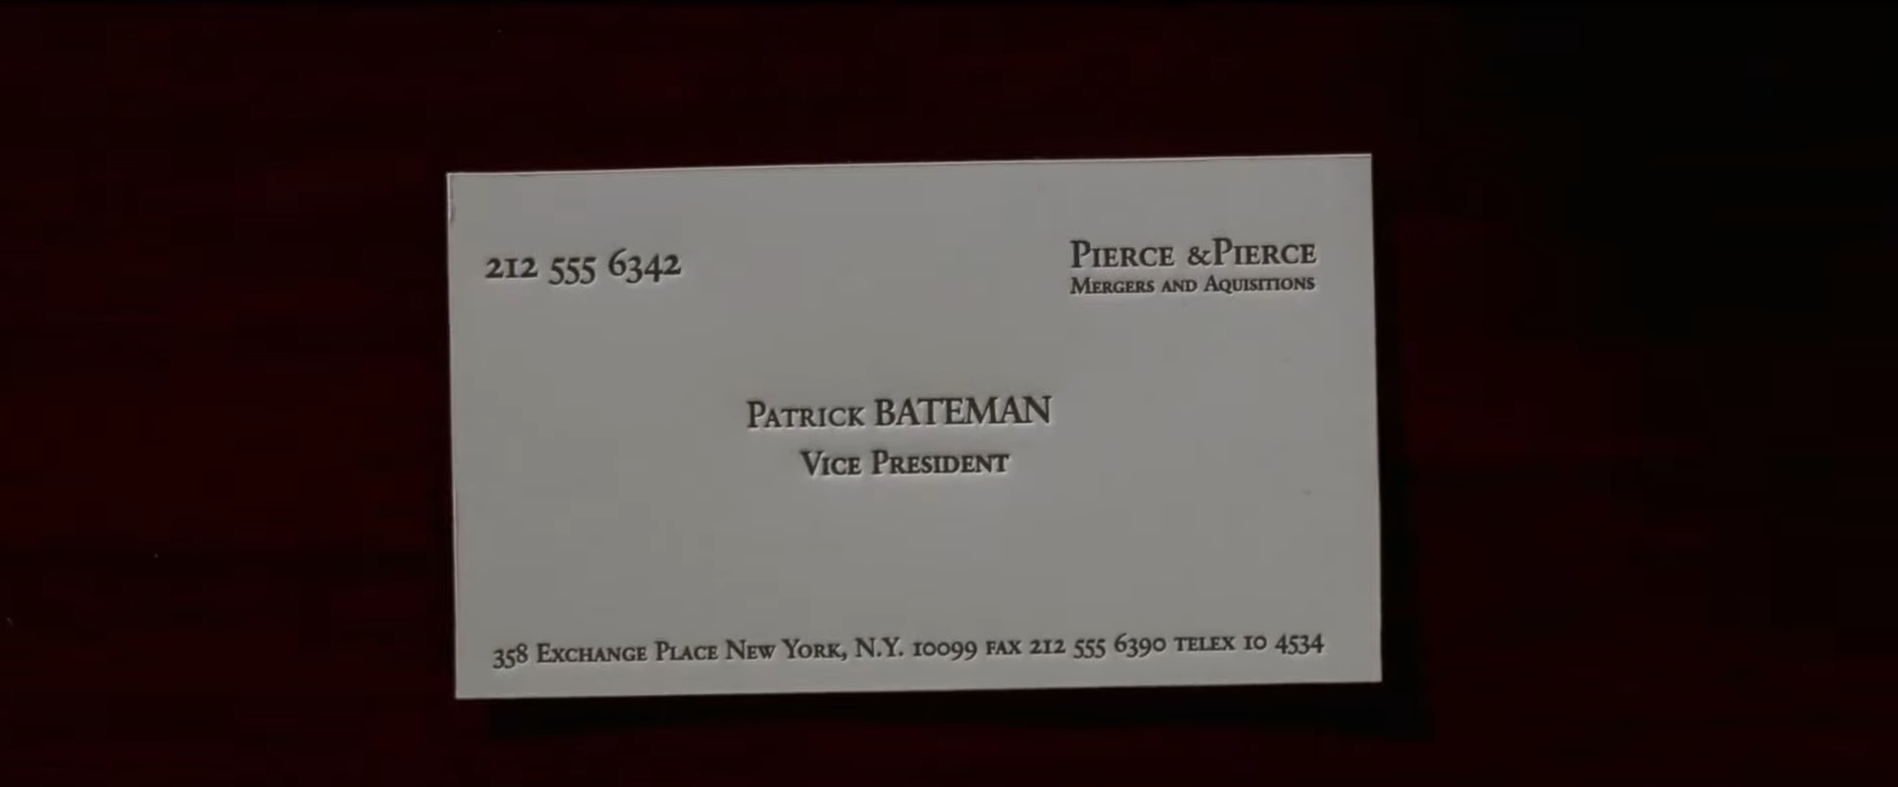 212 555 6342
Pierce &Pierce
Mergers and Aquisitions
Patrick BATEMAN
Vice President
358 Exchange Place New York, N.Y. 10099 fax 212 555 6390 telex 10 4534